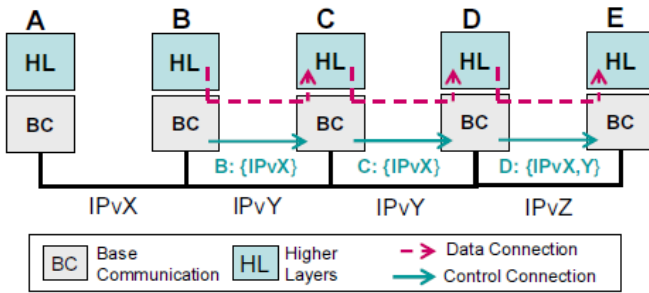 A B C D E
HL HL HL HL HL
BC BC BC BC BC
B: {IPvX} C: {IPvX} D: {IPvX,Y}
IPvX IPvY IPvY IPvZ
BC Base Communication HL Higher Layers Data Connection
Control Connection